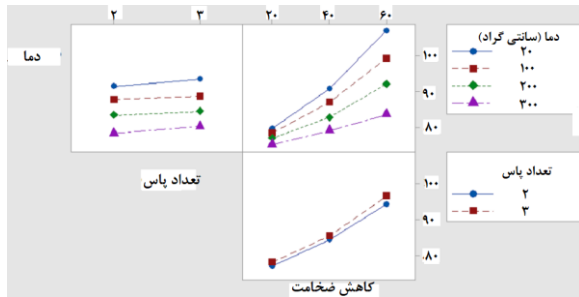 ۲ ۳ ۲۰ ۴۰ ۶۰
دما
۱۰۰
۹۰
۸۰
دما (سانتی گراد)
۲۰
۱۰۰
۲۰۰
۳۰۰
تعداد پاس
۱۰۰
۹۰
۸۰
تعداد پاس
۲
۳
کاهش ضخامت